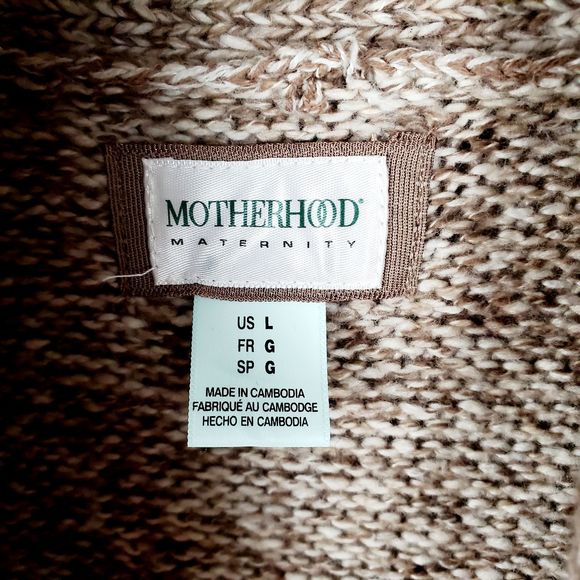 MOTHERHOOD®
MATERNITY
US L
FR G
SP G
MADE IN CAMBODIA
FABRIQUÉ AU CAMBODGE
HECHO EN CAMBODIA